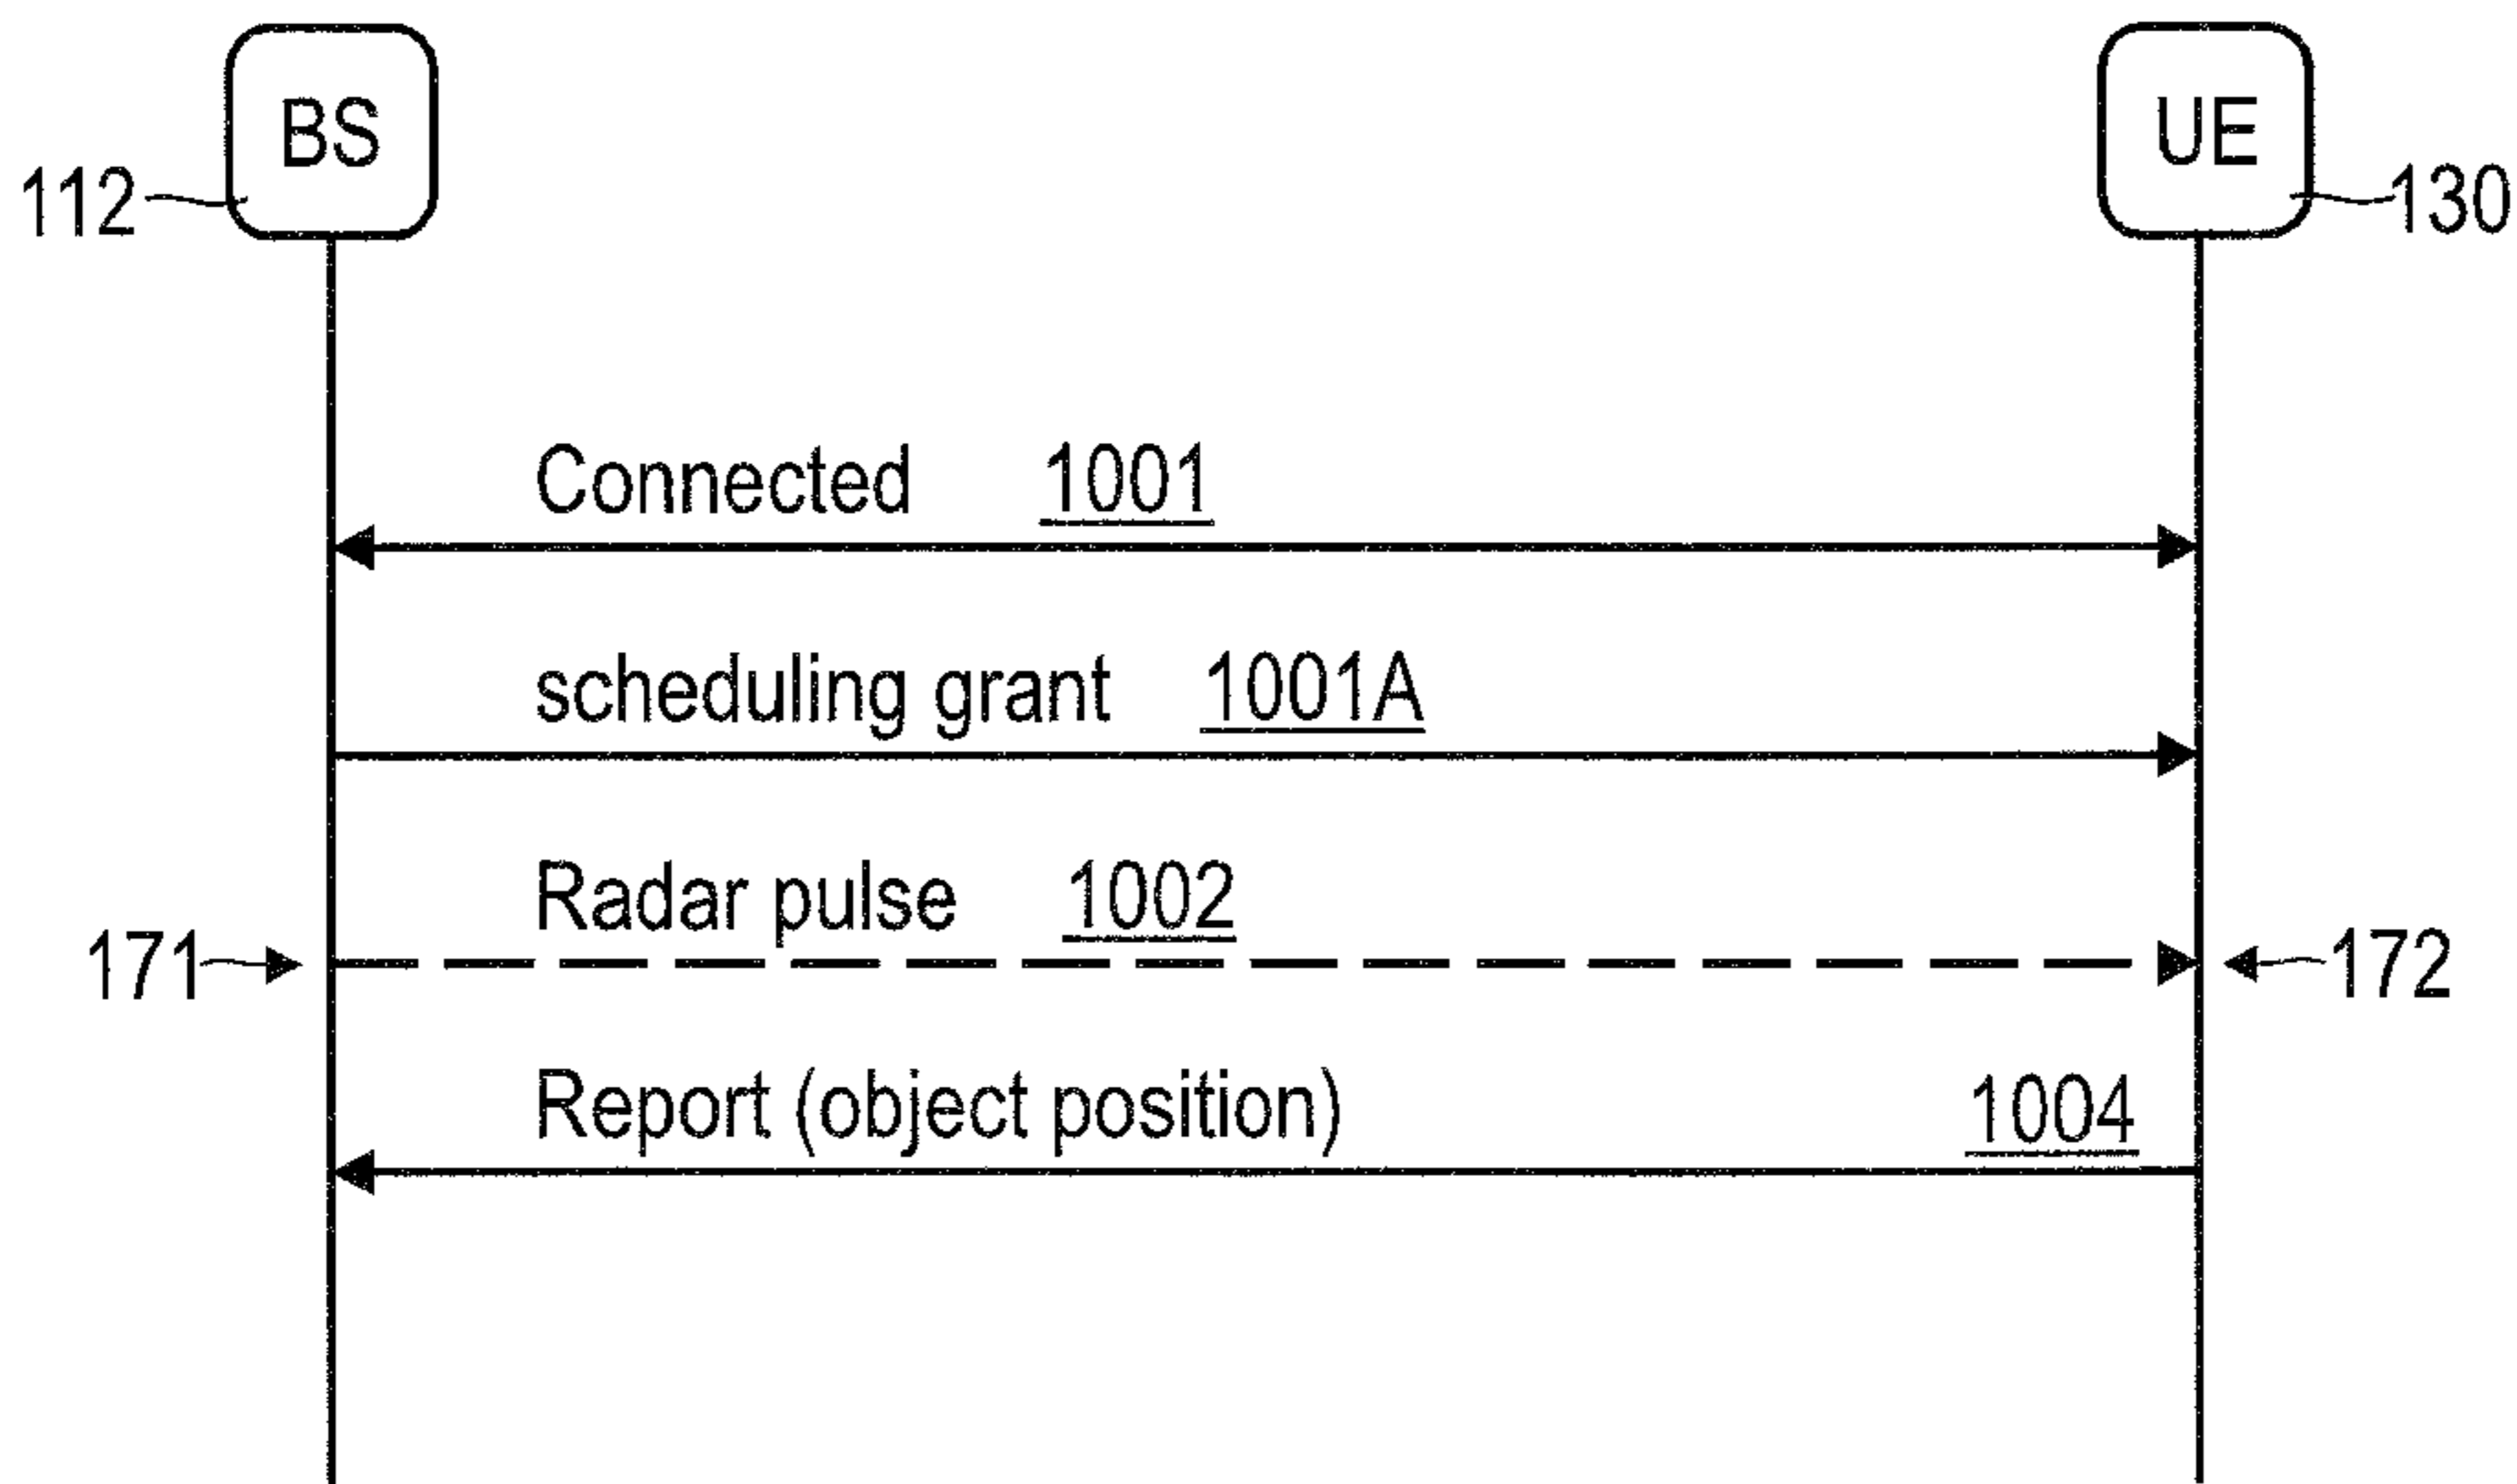 BS
UE
112
130
Connected 1001
scheduling grant 1001A
Radar pulse 1002
171
172
Report (object position) 1004